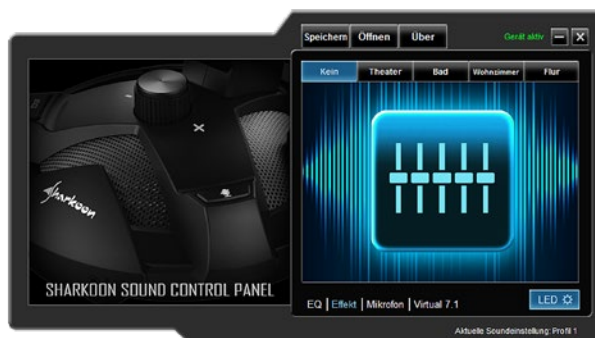 Speichern Öffnen Über Gerät aktiv
Kein Theater Bad Wohnzimmer Flur
Sharkoon
SHARKOON SOUND CONTROL PANEL
EQ | Effekt | Mikrofon | Virtual 7.1
LED
Aktuelle Soundeinstellung: Profil 1